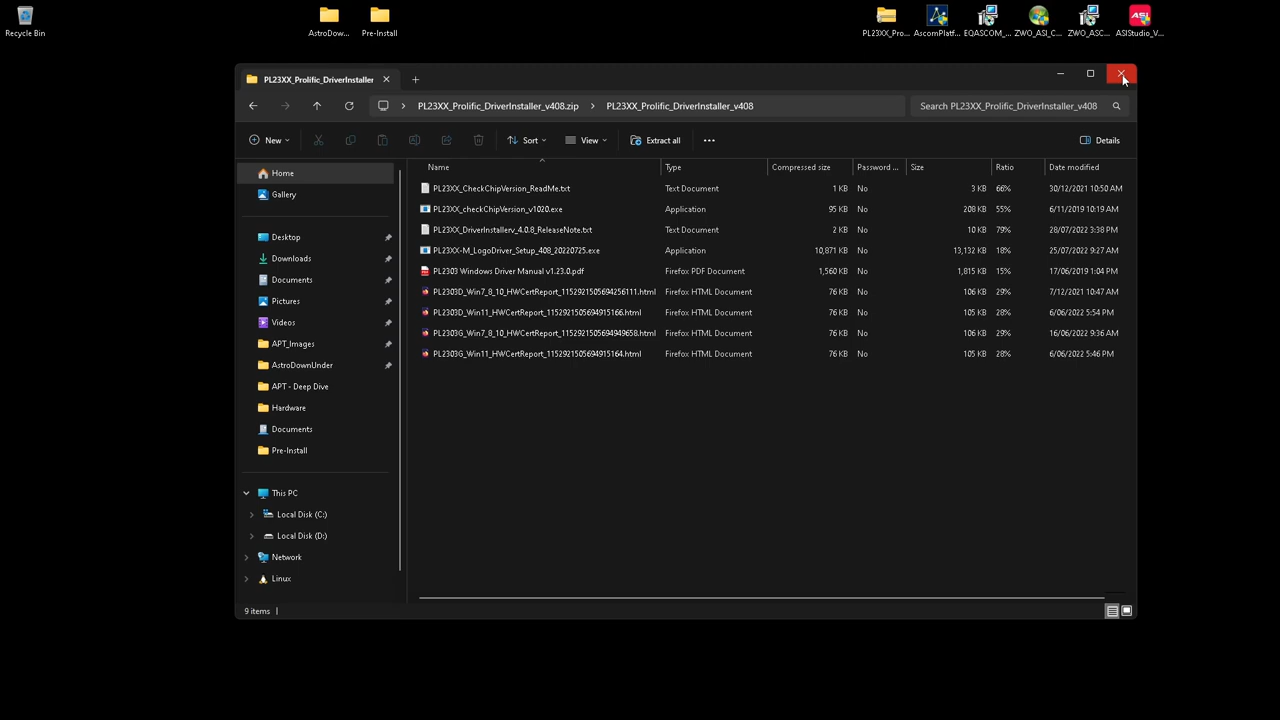 Recycle Bin
AstroDow...
Pre-Install
PL23XX_Pro...
AscomPlatf...
EQASCOM_...
ZWO_ASI_C...
ZWO_ASC...
ASIStudio_V...
PL23XX_Prolific_DriverInstaller
PL23XX_Prolific_DriverInstaller_v408.zip > PL23XX_Prolific_DriverInstaller_v408
Search PL23XX_Prolific_DriverInstaller_v408
New
Sort
View
Extract all
Details
Home
Gallery
Desktop
Downloads
Documents
Pictures
Videos
APT_Images
AstroDownUnder
APT - Deep Dive
Hardware
Documents
Pre-Install
This PC
Local Disk (C:)
Local Disk (D:)
Network
Linux
Name Type Compressed size Password ... Size Ratio Date modified
PL23XX_CheckChipVersion_ReadMe.txt Text Document 1 KB No 3 KB 66% 30/12/2021 10:50 AM
PL23XX_checkChipVersion_v1020.exe Application 95 KB No 208 KB 55% 6/11/2019 10:19 AM
PL23XX_DriverInstallerv_4.0.8_ReleaseNote.txt Text Document 2 KB No 10 KB 79% 28/07/2022 3:38 PM
PL23XX-M_LogoDriver_Setup_408_20220725.exe Application 10,871 KB No 13,132 KB 18% 25/07/2022 9:27 AM
PL2303 Windows Driver Manual v1.23.0.pdf Firefox PDF Document 1,560 KB No 1,815 KB 15% 17/06/2019 1:04 PM
PL2303D_Win7_8_10_HWCertReport_1152921505694256111.html Firefox HTML Document 76 KB No 106 KB 29% 7/12/2021 10:47 AM
PL2303D_Win11_HWCertReport_1152921505694915166.html Firefox HTML Document 76 KB No 105 KB 28% 6/06/2022 5:54 PM
PL2303G_Win7_8_10_HWCertReport_1152921505694949658.html Firefox HTML Document 76 KB No 106 KB 29% 16/06/2022 9:36 AM
PL2303G_Win11_HWCertReport_1152921505694915164.html Firefox HTML Document 76 KB No 105 KB 28% 6/06/2022 5:46 PM
9 items